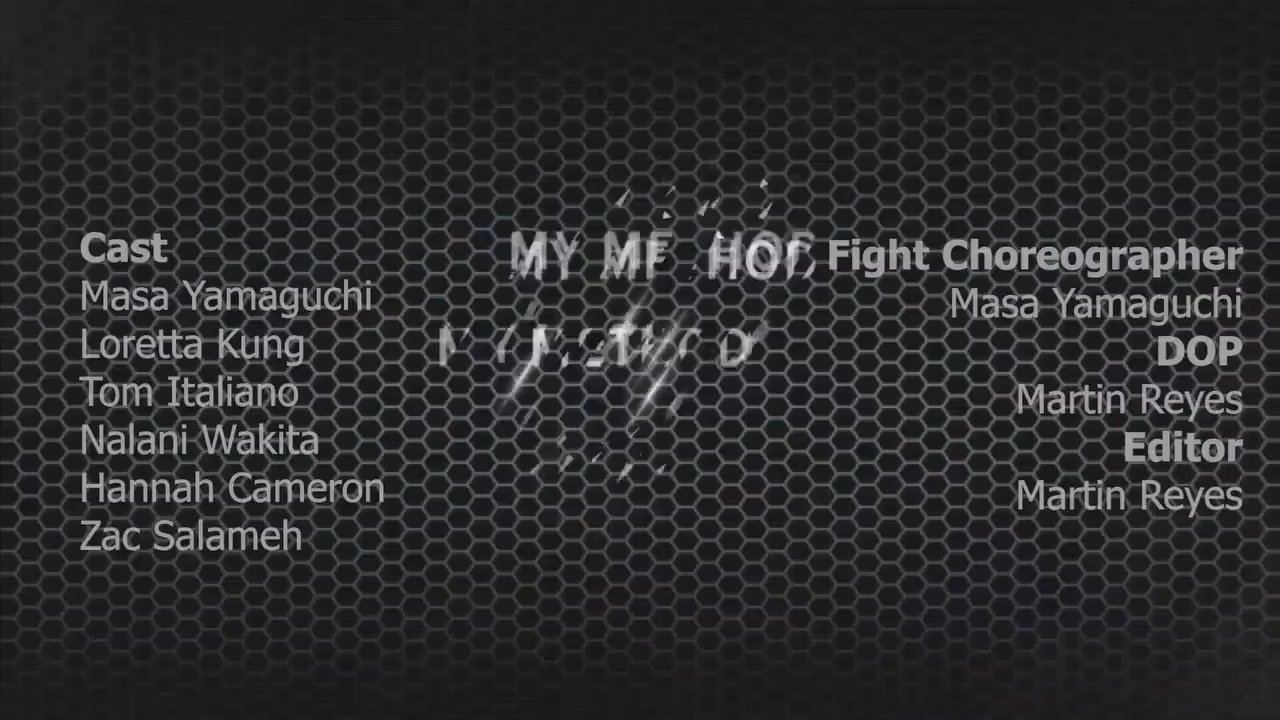 Cast
Masa Yamaguchi
Loretta Kung
Tom Italiano
Nalani Wakita
Hannah Cameron
Zac Salameh
MY
Fight Choreographer
Masa Yamaguchi
DOP
Martin Reyes
Editor
Martin Reyes